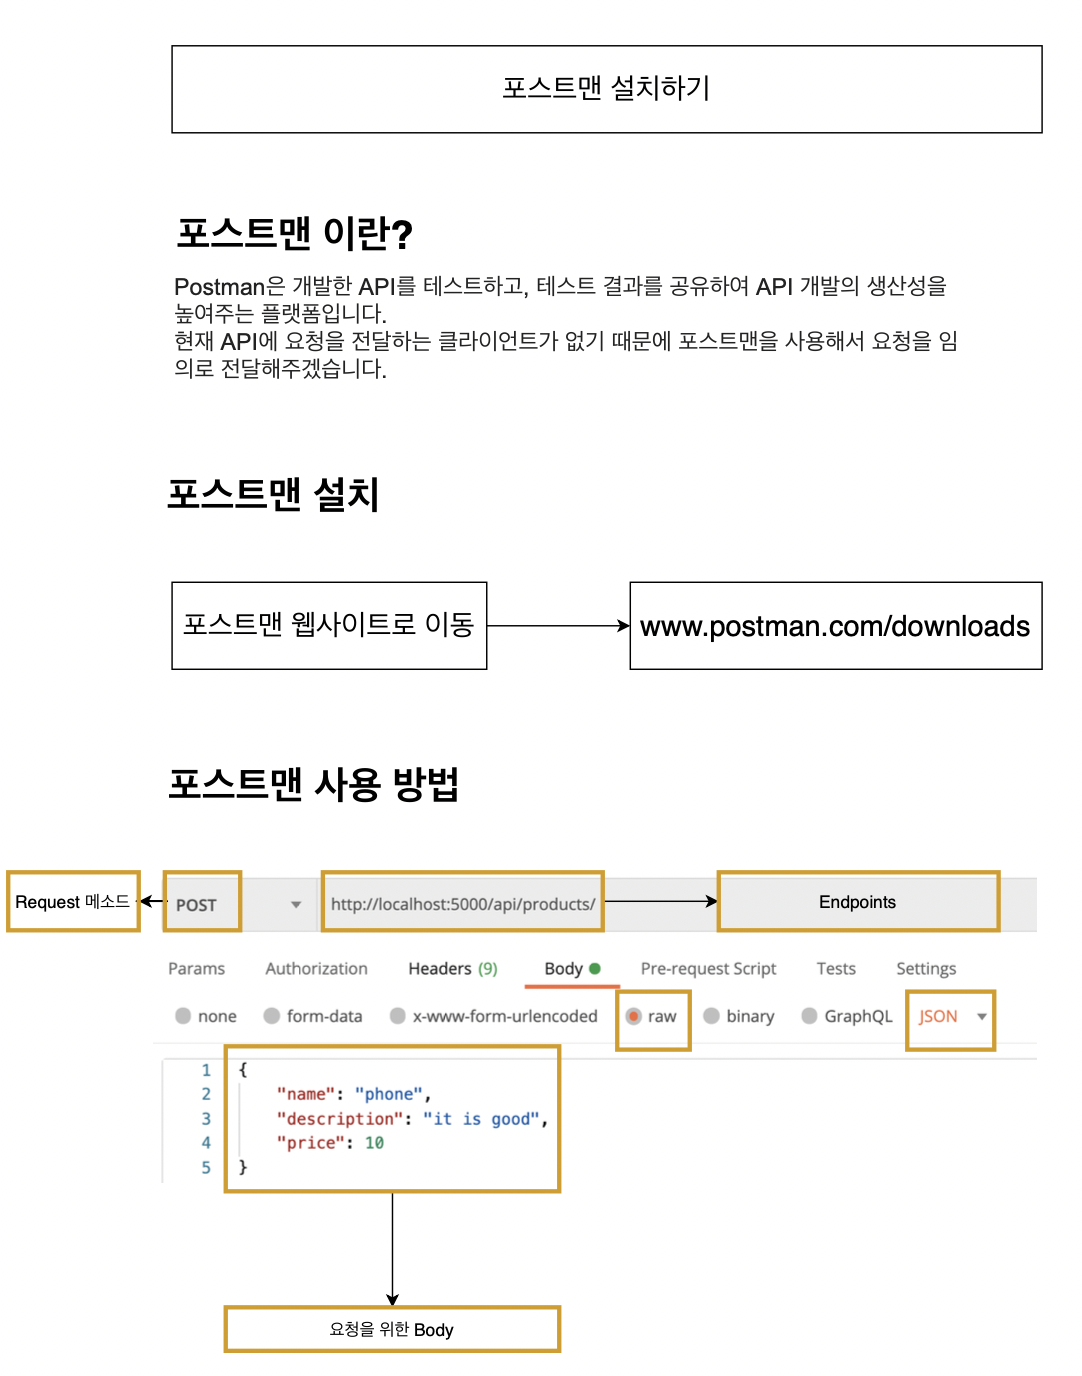 포스트맨 설치하기
포스트맨 이란?
Postman은 개발한 API를 테스트하고, 테스트 결과를 공유하여 API 개발의 생산성을
높여주는 플랫폼입니다.
현재 API에 요청을 전달하는 클라이언트가 없기 때문에 포스트맨을 사용해서 요청을 임
의로 전달해주겠습니다.
포스트맨 설치
포스트맨 웹사이트로 이동 www.postman.com/downloads
포스트맨 사용 방법
Request 메소드 POST http://localhost:5000/api/products/ Endpoints
Params Authorization Headers (9) Body Pre-request Script Tests Settings
none form-data x-www-form-urlencoded raw binary GraphQL JSON
1 {
2 "name": "phone",
3 "description": "it is good",
4 "price": 10
5 }
요청을 위한 Body